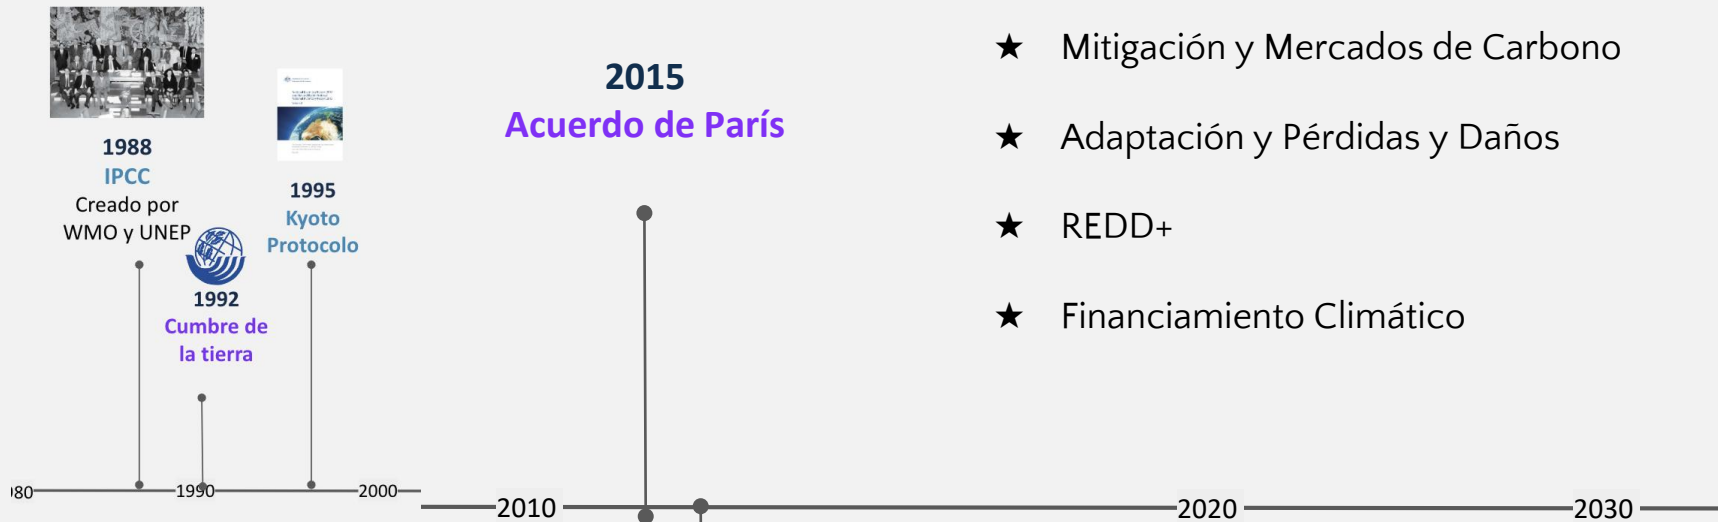 1988
IPCC
Creado por
WMO y UNEP
1992
Cumbre de
la tierra
1995
Kyoto
Protocolo
2015
Acuerdo de París
★ Mitigación y Mercados de Carbono
★ Adaptación y Pérdidas y Daños
★ REDD+
★ Financiamiento Climático
80
1990
2000
2010
2020
2030